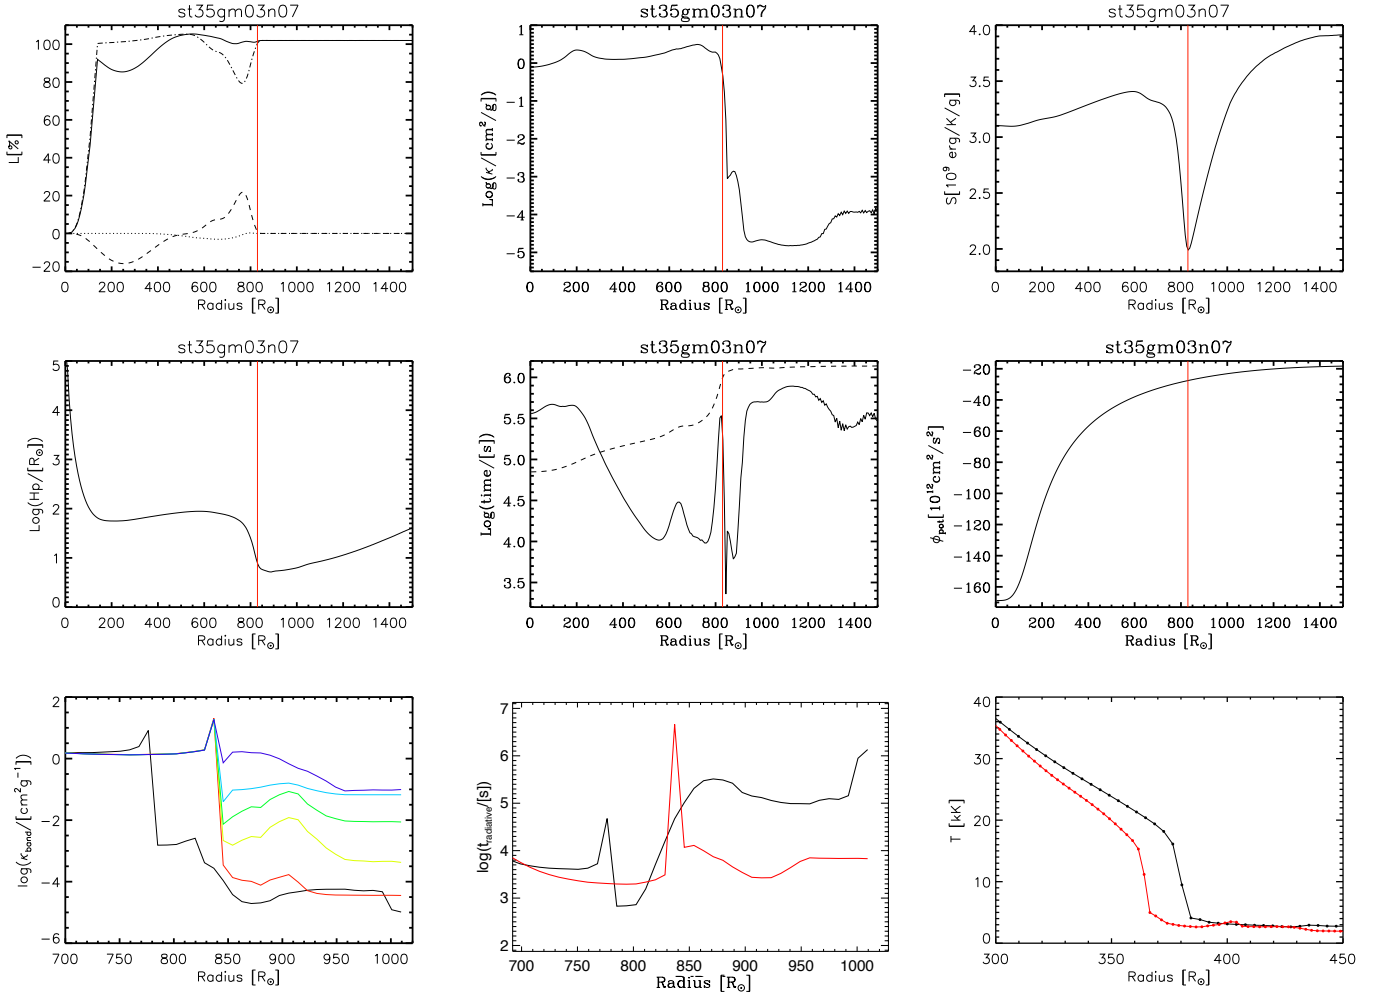 st35gm03n07
L[%]
100
80
60
40
20
0
−20
0 200 400 600 800 1000 1200 1400
Radius [R⊙]
st35gm03n07
Log(κ/[cm²/g])
1
0
−1
−2
−3
−4
−5
0 200 400 600 800 1000 1200 1400
Radius [R⊙]
st35gm03n07
S[10⁹ erg/K/g]
4.0
3.5
3.0
2.5
2.0
0 200 400 600 800 1000 1200 1400
Radius [R⊙]
st35gm03n07
Log(Hp/[R⊙])
5
4
3
2
1
0
0 200 400 600 800 1000 1200 1400
Radius [R⊙]
st35gm03n07
Log(time/[s])
6.0
5.5
5.0
4.5
4.0
3.5
0 200 400 600 800 1000 1200 1400
Radius [R⊙]
st35gm03n07
ϕpot[10¹²cm²/s²]
−20
−40
−60
−80
−100
−120
−140
−160
0 200 400 600 800 1000 1200 1400
Radius [R⊙]
log(κband/[cm²g⁻¹])
2
0
−2
−4
−6
700 750 800 850 900 950 1000
Radius [R⊙]
log(tradiative/[s])
7
6
5
4
3
2
700 750 800 850 900 950 1000
Radius [R⊙]
T [kK]
40
30
20
10
0
300 350 400 450
Radius [R⊙]